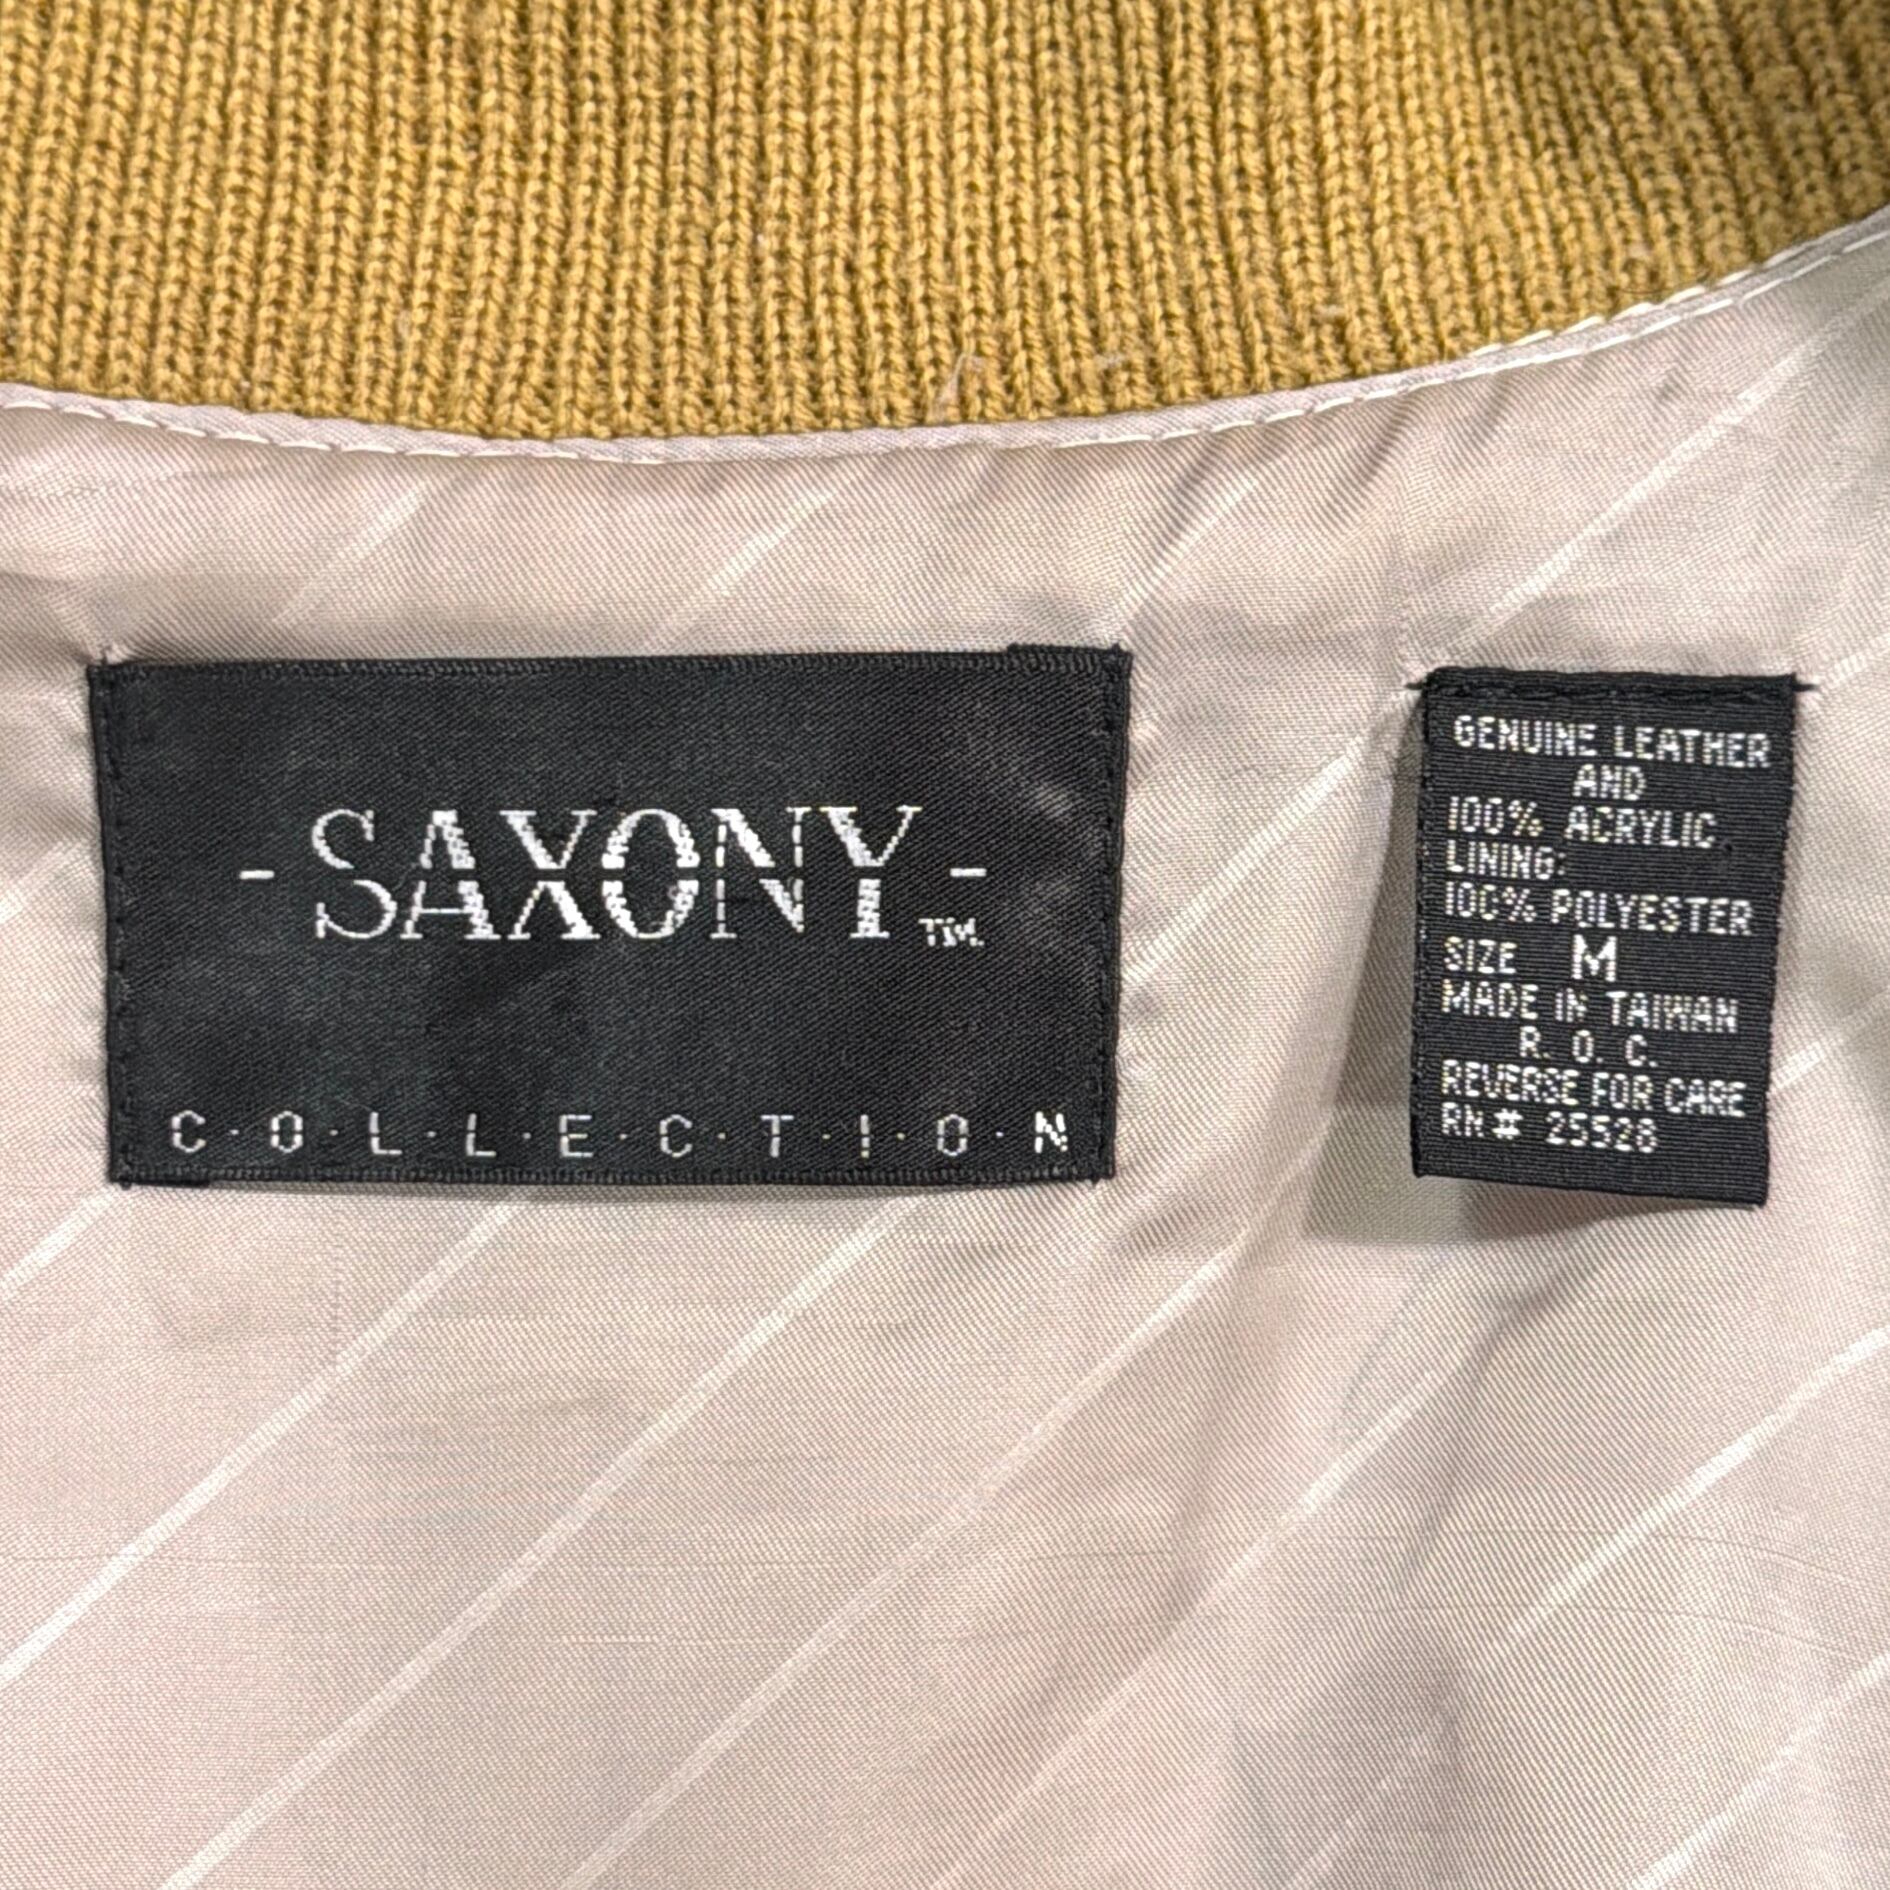 - SAXONY - TM.
C·O·L·L·E·C·T·I·O·N
GENUINE LEATHER
AND
100% ACRYLIC
LINING:
100% POLYESTER
SIZE M
MADE IN TAIWAN
R. O. C.
REVERSE FOR CARE
RN# 25528